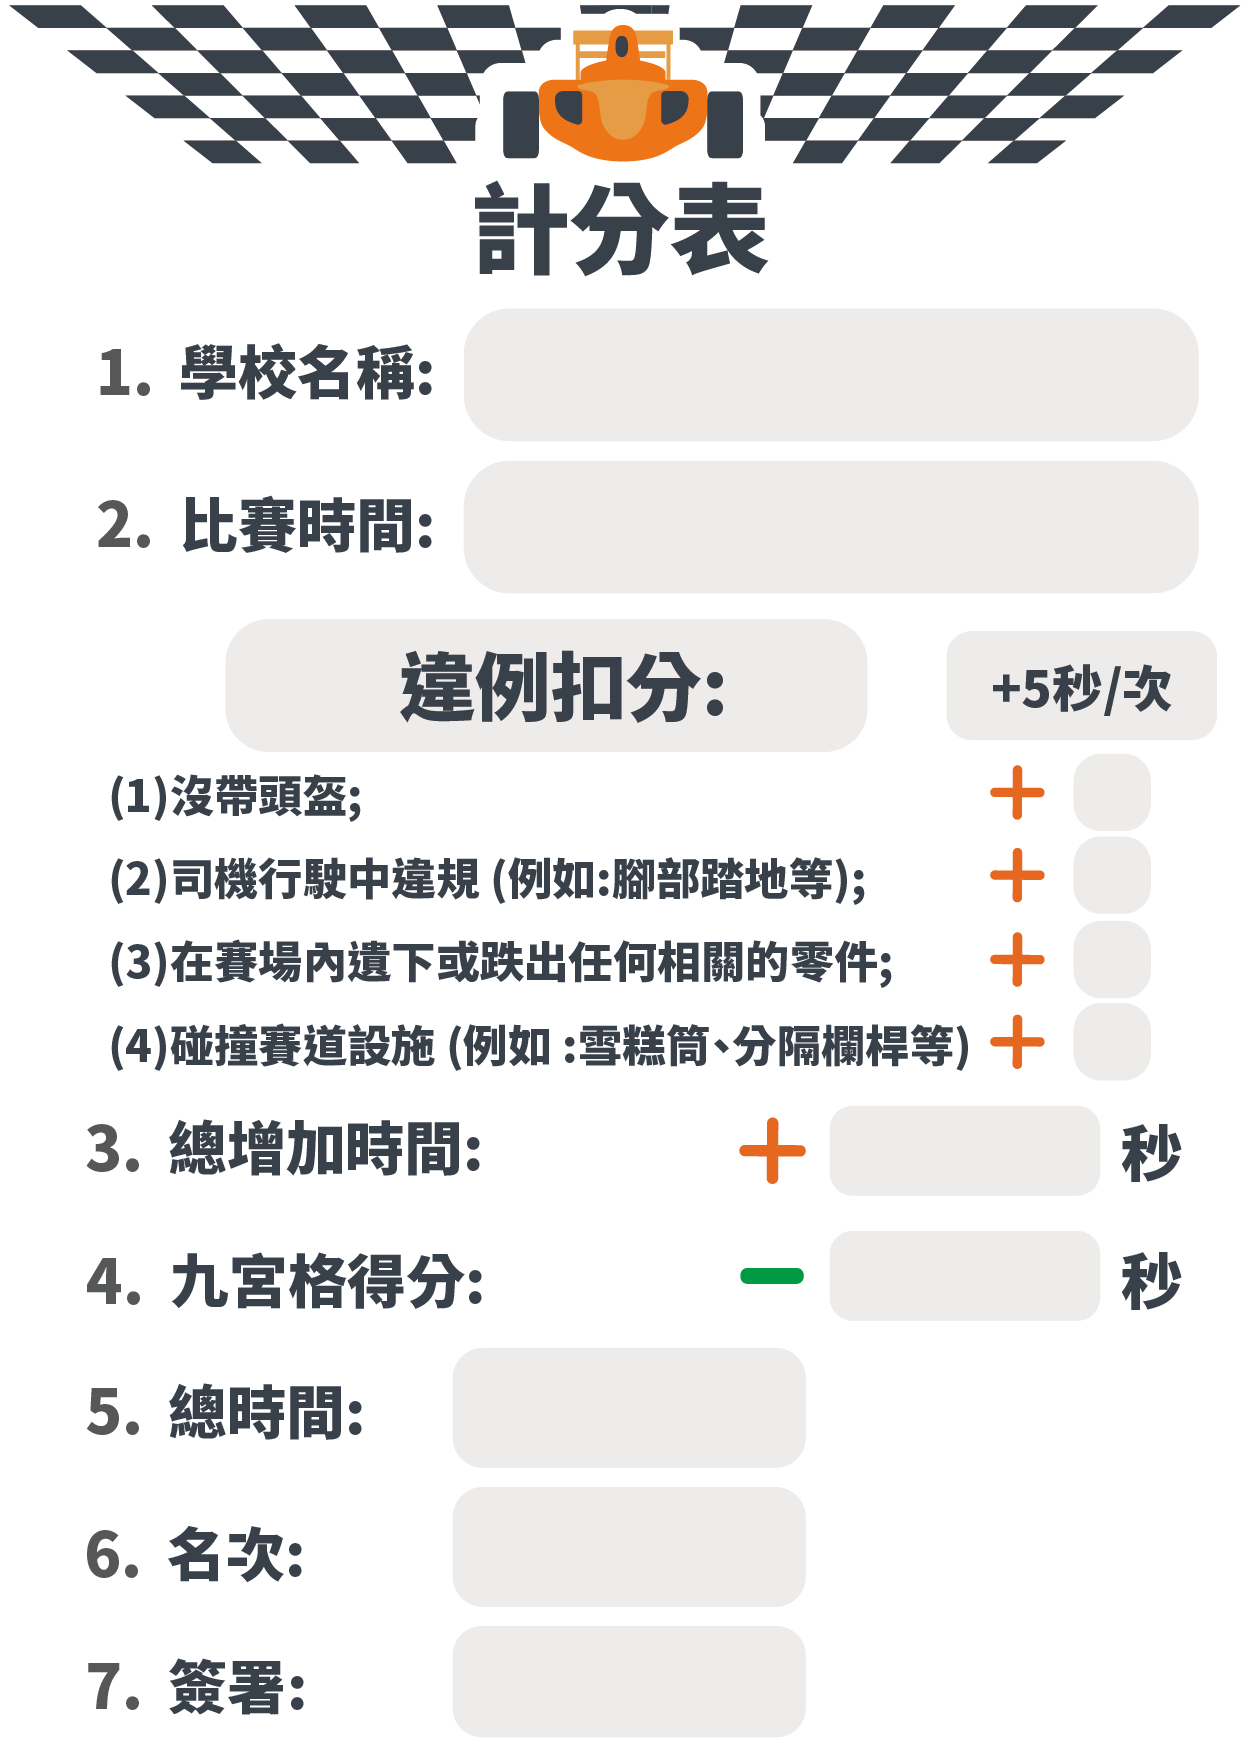 計分表
1. 學校名稱:
2. 比賽時間:
違例扣分:
+5秒/次
(1)沒帶頭盔; +
(2)司機行駛中違規 (例如:腳部踏地等); +
(3)在賽場內遺下或跌出任何相關的零件; +
(4)碰撞賽道設施 (例如 :雪糕筒、分隔欄桿等) +
3. 總增加時間: + 秒
4. 九宮格得分: − 秒
5. 總時間:
6. 名次:
7. 簽署: